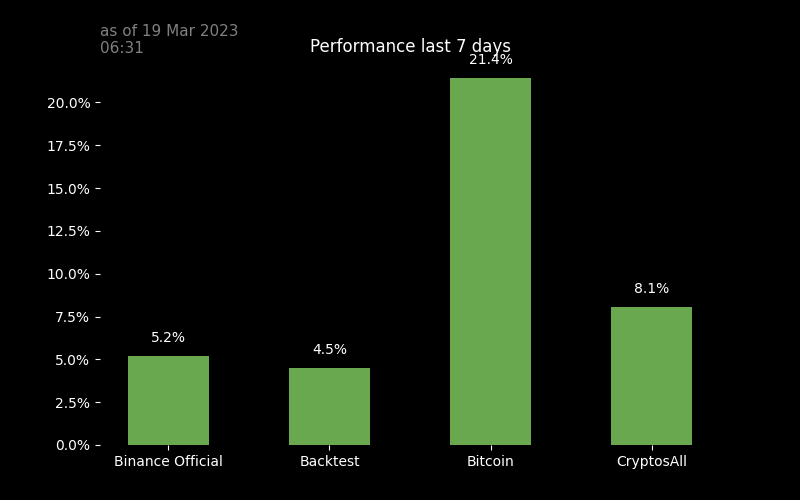 as of 19 Mar 2023
06:31
Performance last 7 days
21.4%
20.0%
17.5%
15.0%
12.5%
10.0%
8.1%
7.5%
5.2%
5.0%
4.5%
2.5%
0.0%
Binance Official
Backtest
Bitcoin
CryptosAll